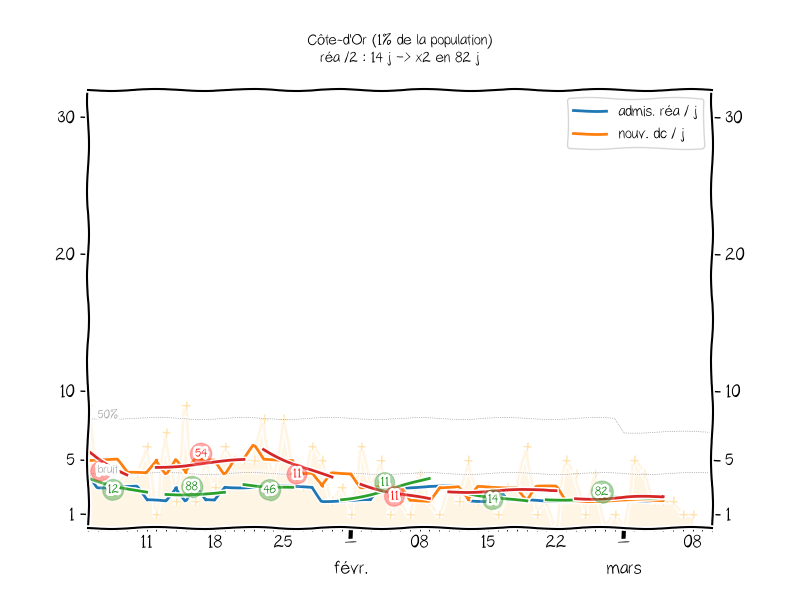 Côte-d'Or (1% de la population)
réa /2 : 14 j -> x2 en 82 j
admis. réa / j
nouv. dc / j
30 30
20 20
10 10
50%
5 5
bruit 12 88 54 46 11 11 11 14 82
1 1
11 18 25 1 08 15 22 1 08
févr. mars